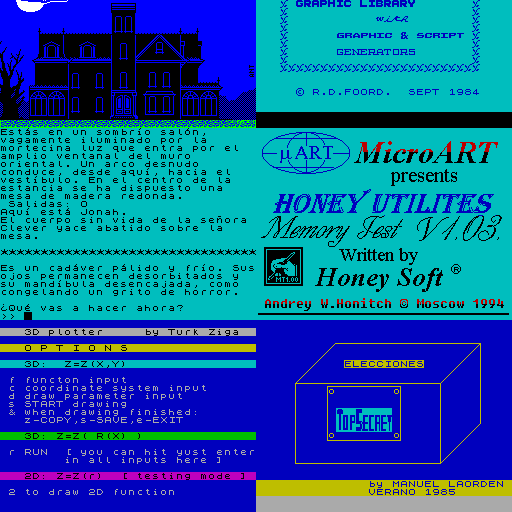 Estás en un sombrío salón,
vagamente iluminado por la
mortecina luz que entra por el
amplio ventanal del muro
oriental. Un arco desnudo
conduce, desde aquí, hacia el
vestíbulo. En el centro de la
estancia se ha dispuesto una
mesa de madera redonda.
Salidas: O
Aquí está Jonah.
El cuerpo sin vida de la señora
Clever yace abatido sobre la
mesa.
********************************
Es un cadáver pálido y frío. Sus
ojos permanecen desorbitados y
su mandíbula desencajada, como
congelando un grito de horror.
¿Qué vas a hacer ahora?
>>
GRAPHIC LIBRARY
with
GRAPHIC & SCRIPT
GENERATORS
© R.D.FOORD. SEPT 1984
µART
MicroART
presents
HONEY UTILITES
Memory Test V1.03.
Written by
Honey Soft ®
MT1.00
Andrey W.Honitch © Moscow 1994
3D plotter by Turk Ziga
O P T I O N S
3D: Z=Z(X,Y)
f functon input
c coordinate system input
d draw parameter input
s START drawing
& when drawing finished:
z-COPY,s-SAVE,e-EXIT
3D: Z=Z( R(X) )
r RUN [ you can hit yust enter
in all inputs here ]
2D: Z=Z(r) [ testing mode ]
2 to draw 2D function
ELECCIONES
TOPSECRET
by MANUEL LAORDEN
VERANO 1985